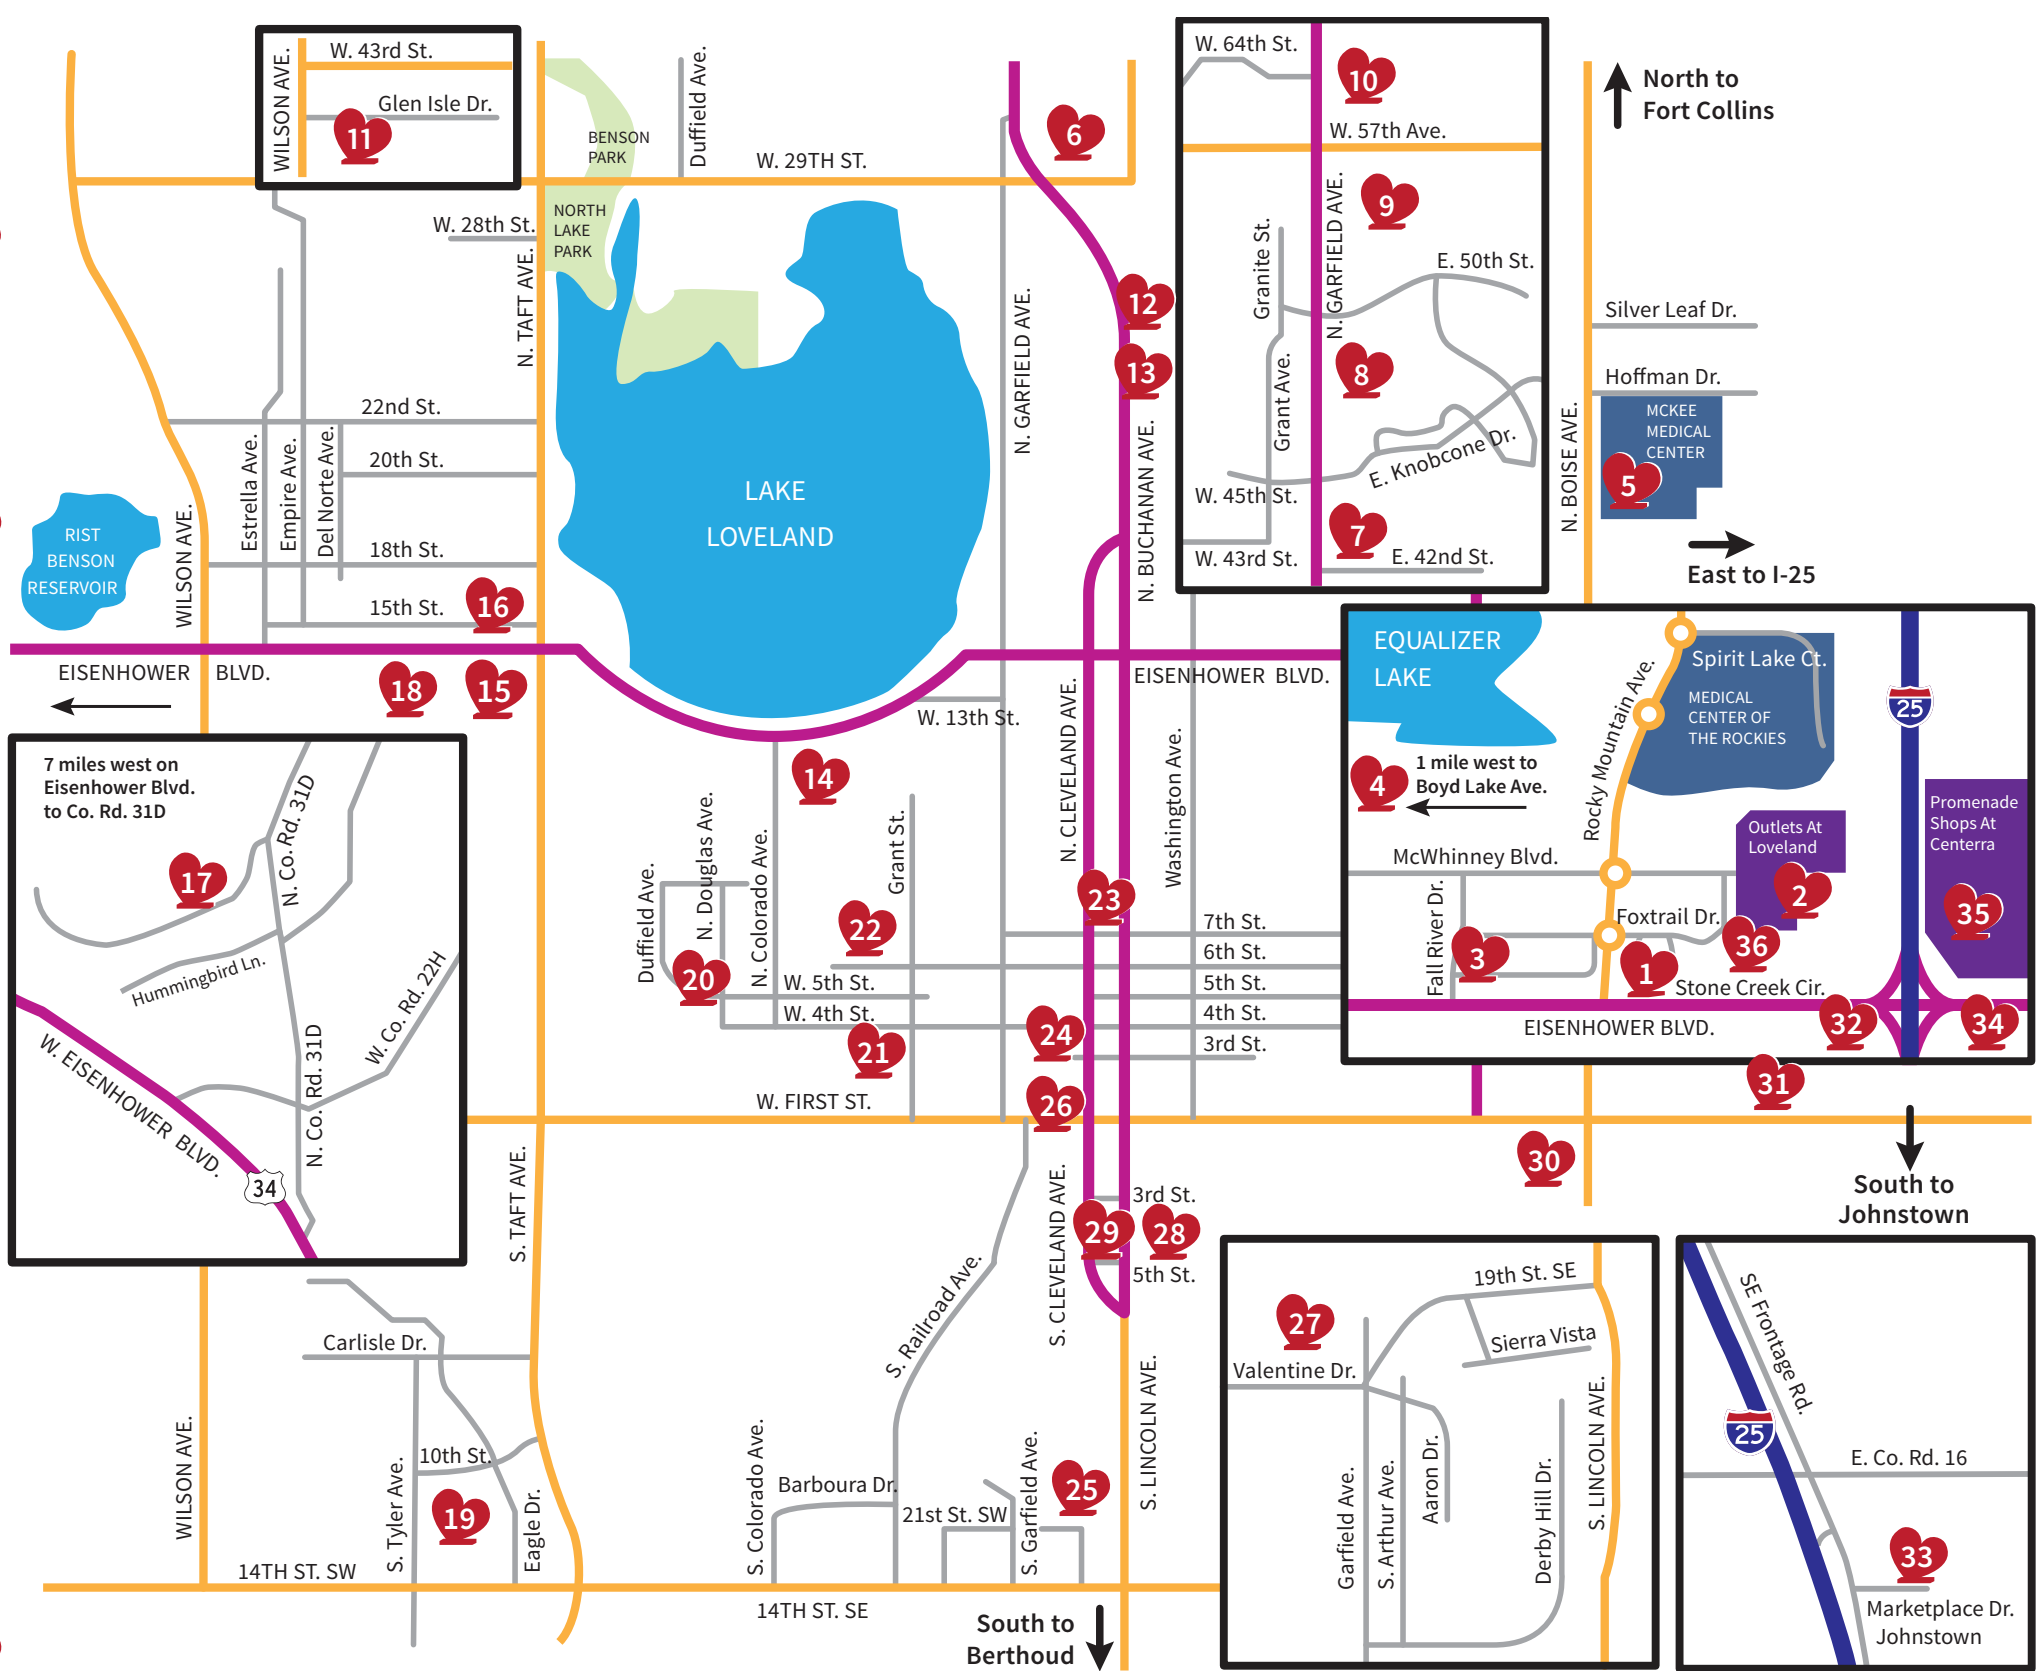 WILSON AVE.
W. 43rd St.
Glen Isle Dr.
11
BENSON
PARK
Duffield Ave.
W. 29TH ST.
6
W. 28th St.
NORTH
LAKE
PARK
N. TAFT AVE.
N. GARFIELD AVE.
12
13
N. BUCHANAN AVE.
W. 64th St.
10
W. 57th Ave.
N. GARFIELD AVE.
9
Granite St.
E. 50th St.
8
Grant Ave.
E. Knobcone Dr.
W. 45th St.
7
W. 43rd St.
E. 42nd St.
North to
Fort Collins
Silver Leaf Dr.
Hoffman Dr.
MCKEE
MEDICAL
CENTER
5
N. BOISE AVE.
East to I-25
22nd St.
20th St.
Estrella Ave.
Empire Ave.
Del Norte Ave.
18th St.
15th St.
16
RIST
BENSON
RESERVOIR
WILSON AVE.
LAKE
LOVELAND
EISENHOWER BLVD.
18
15
EISENHOWER BLVD.
W. 13th St.
N. CLEVELAND AVE.
Washington Ave.
14
7 miles west on
Eisenhower Blvd.
to Co. Rd. 31D
N. Co. Rd. 31D
17
Hummingbird Ln.
W. Co. Rd. 22H
W. EISENHOWER BLVD.
N. Co. Rd. 31D
34
Duffield Ave.
N. Douglas Ave.
N. Colorado Ave.
Grant St.
20
22
23
7th St.
6th St.
5th St.
4th St.
3rd St.
W. 5th St.
W. 4th St.
21
24
26
W. FIRST ST.
EQUALIZER
LAKE
Rocky Mountain Ave.
Spirit Lake Ct.
MEDICAL
CENTER OF
THE ROCKIES
25
4
1 mile west to
Boyd Lake Ave.
Promenade
Shops At
Centerra
Outlets At
Loveland
McWhinney Blvd.
2
35
Fall River Dr.
Foxtrail Dr.
3
1
36
Stone Creek Cir.
EISENHOWER BLVD.
32
34
31
30
South to
Johnstown
S. TAFT AVE.
S. CLEVELAND AVE.
3rd St.
29
28
5th St.
S. Railroad Ave.
Carlisle Dr.
WILSON AVE.
S. Tyler Ave.
10th St.
19
Eagle Dr.
14TH ST. SW
S. Colorado Ave.
Barboura Dr.
21st St. SW
S. Garfield Ave.
25
S. LINCOLN AVE.
14TH ST. SE
South to
Berthoud
27
19th St. SE
Sierra Vista
Valentine Dr.
Garfield Ave.
S. Arthur Ave.
Aaron Dr.
Derby Hill Dr.
S. LINCOLN AVE.
SE Frontage Rd.
25
E. Co. Rd. 16
33
Marketplace Dr.
Johnstown